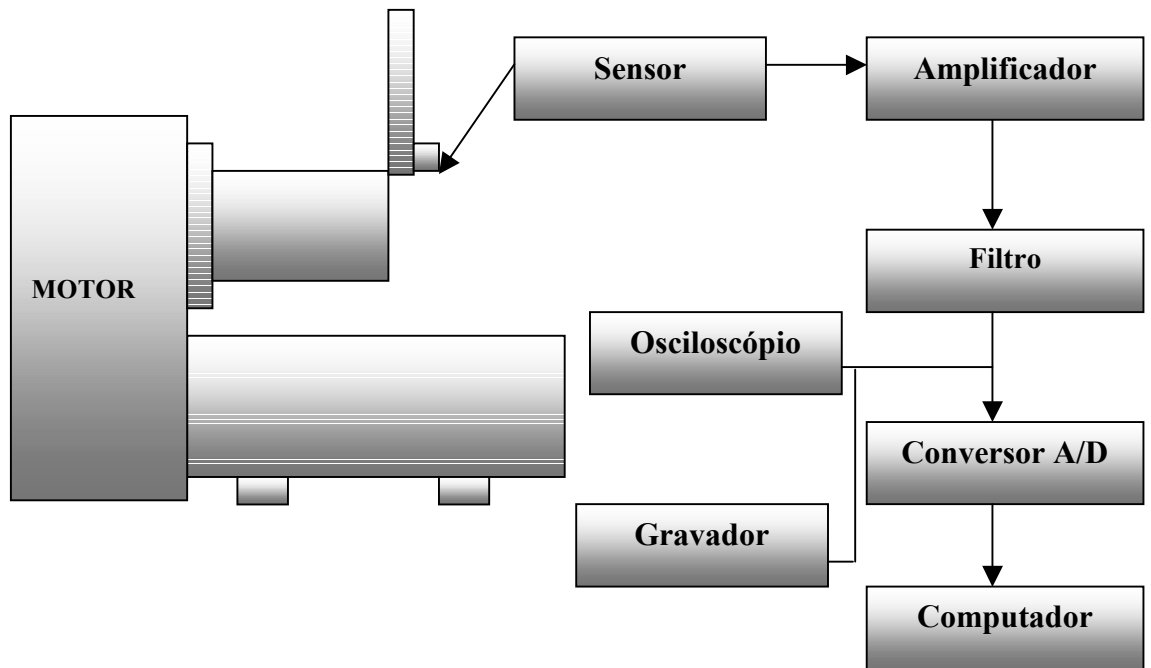 Sensor
Amplificador
MOTOR
Filtro
Osciloscópio
Conversor A/D
Gravador
Computador